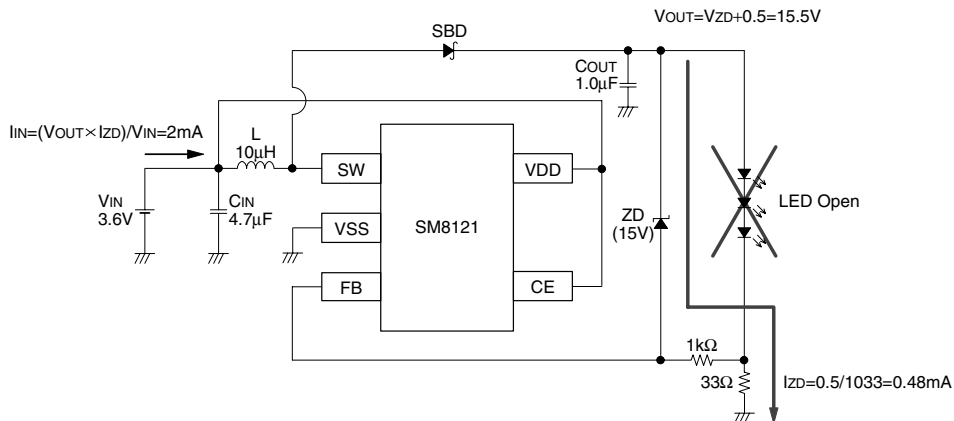 VOUT=VZD+0.5=15.5V
SBD
COUT
1.0μF
IIN=(VOUT×IZD)/VIN=2mA
L
10μH
SW
VDD
VIN
3.6V
CIN
4.7μF
VSS
SM8121
ZD
(15V)
LED Open
FB
CE
1kΩ
33Ω
IZD=0.5/1033=0.48mA